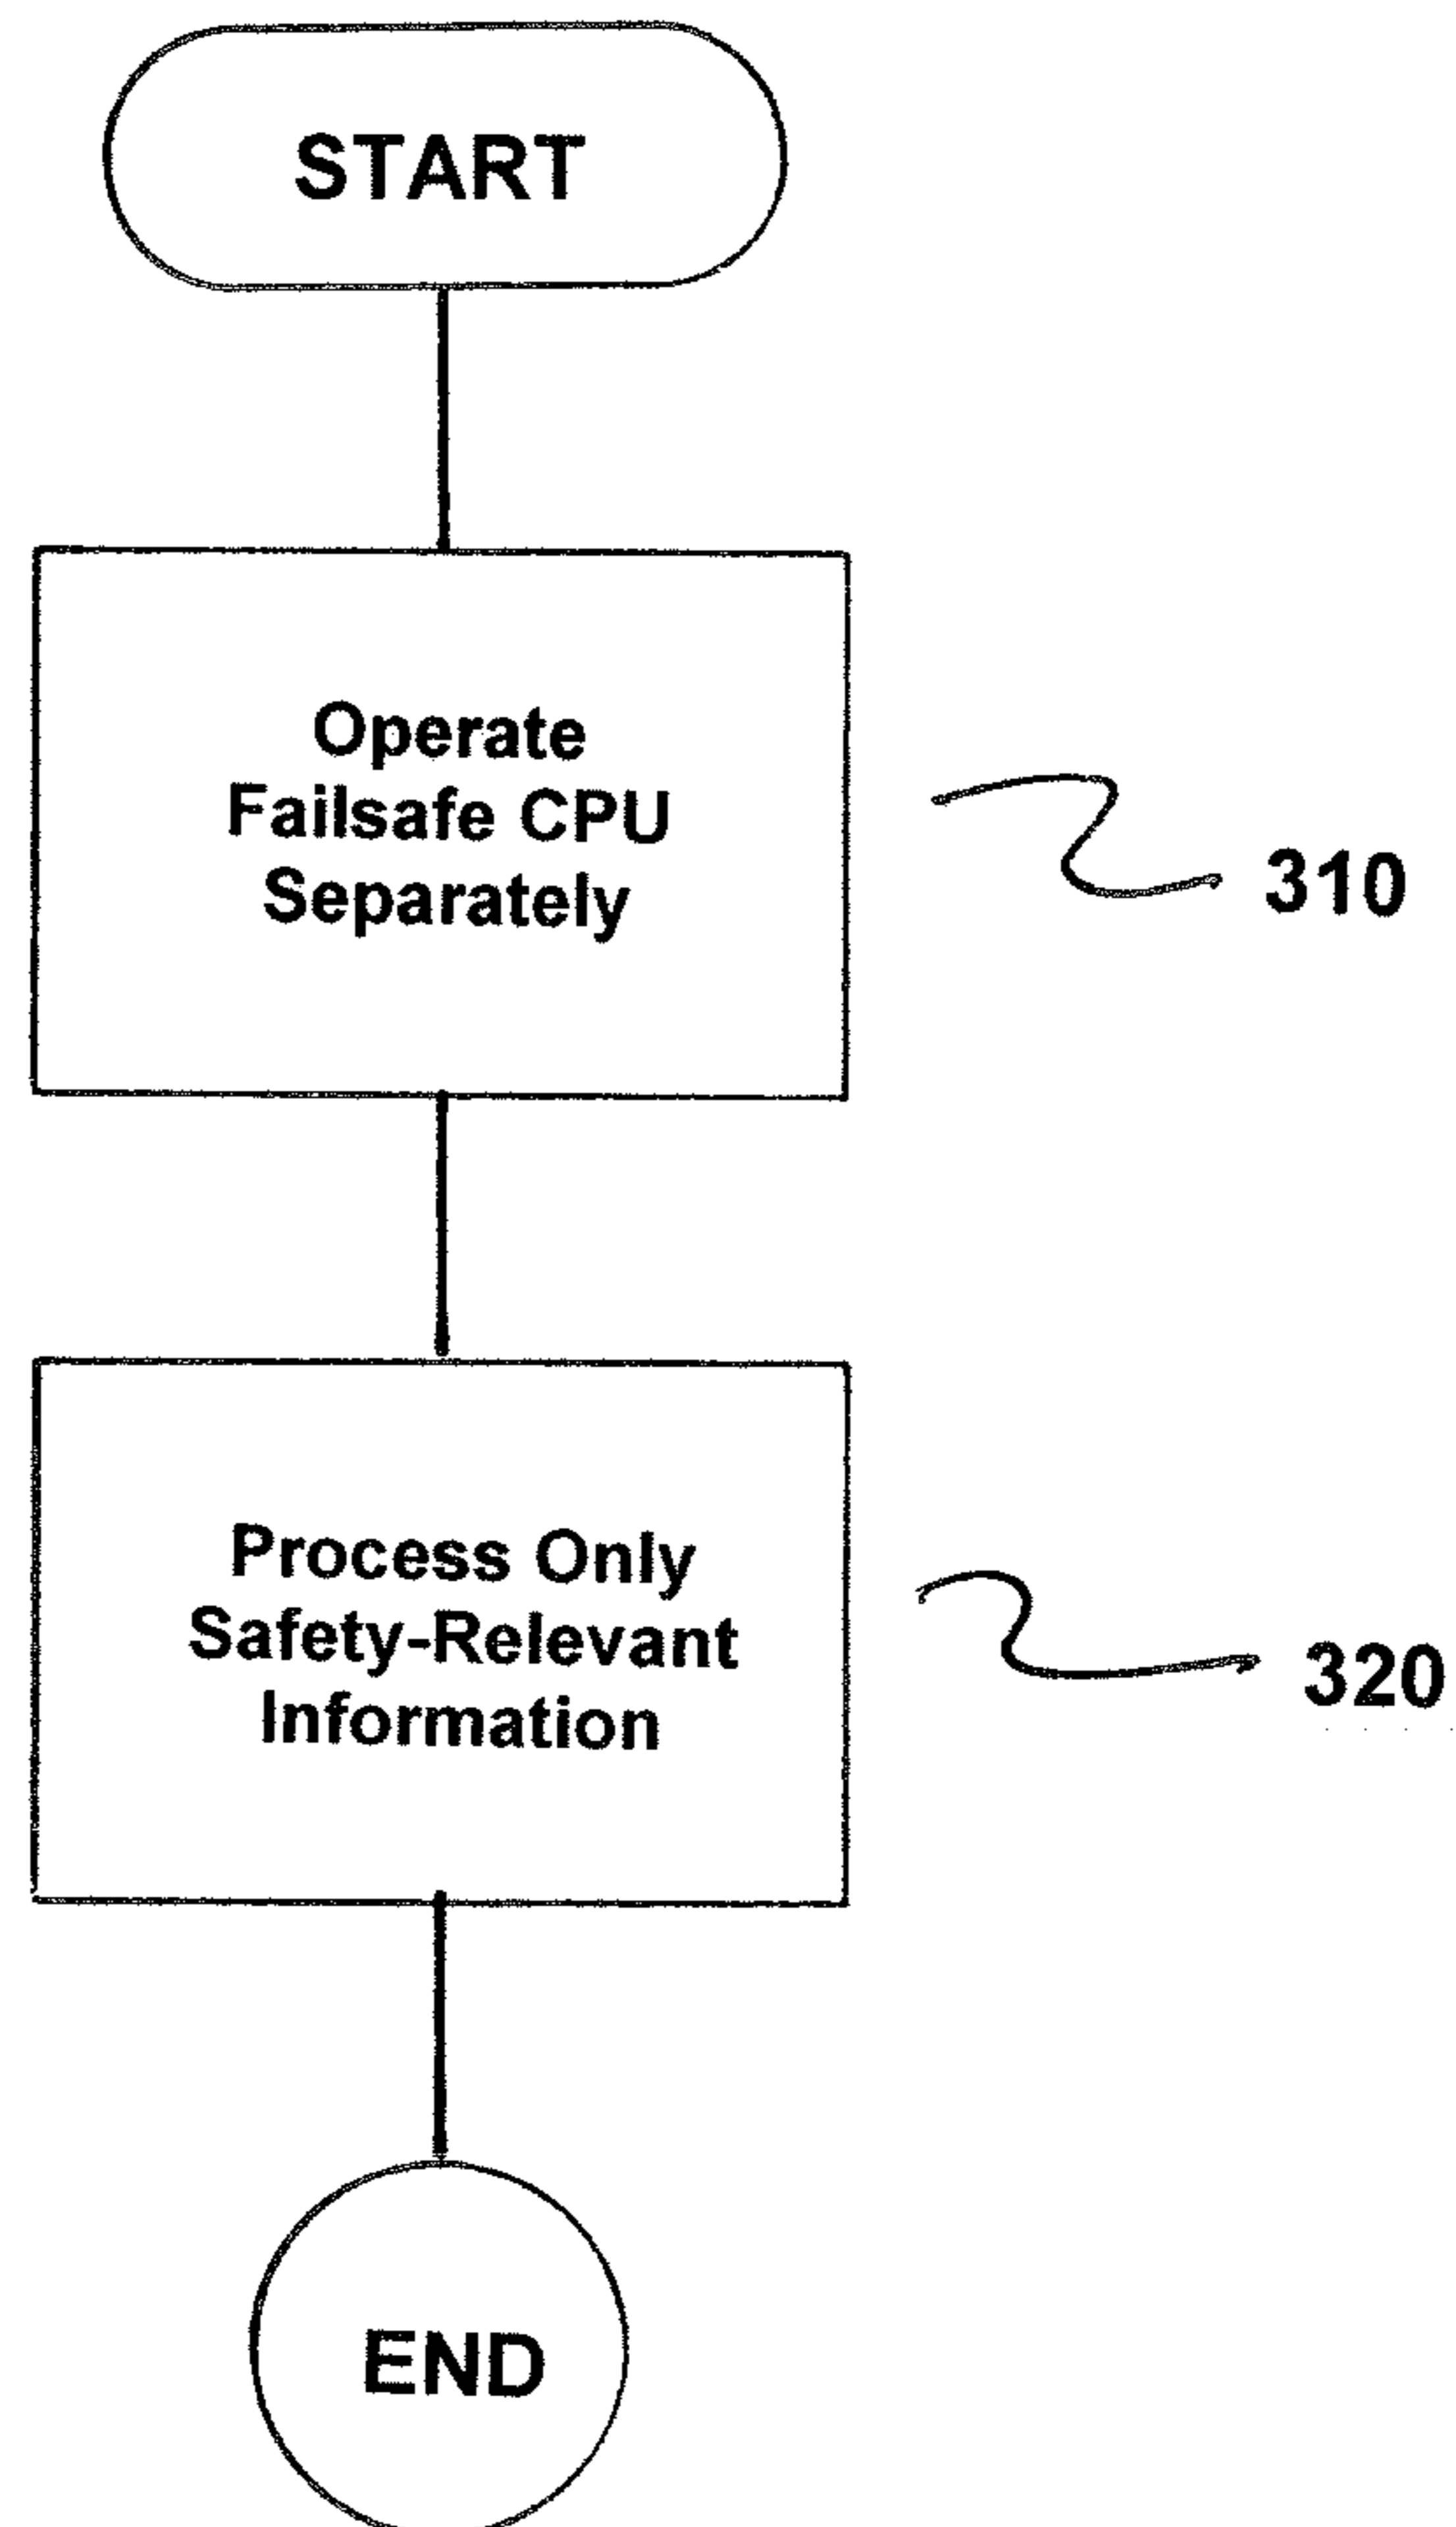 START
Operate
Failsafe CPU
Separately
310
Process Only
Safety-Relevant
Information
320
END